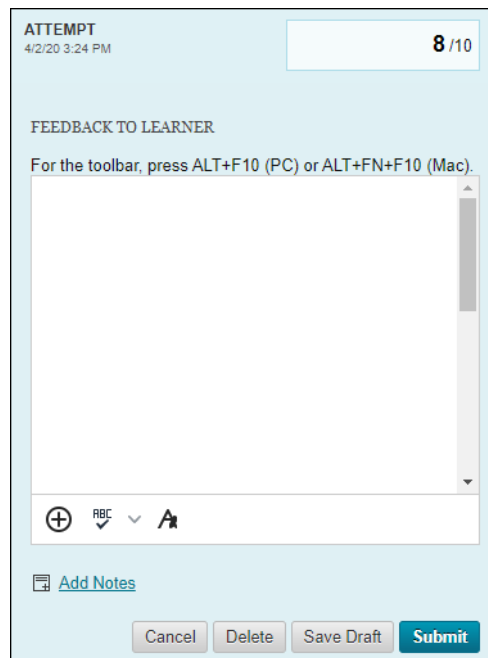 ATTEMPT
4/2/20 3:24 PM
8 /10
FEEDBACK TO LEARNER
For the toolbar, press ALT+F10 (PC) or ALT+FN+F10 (Mac).
ABC
Add Notes
Cancel Delete Save Draft Submit